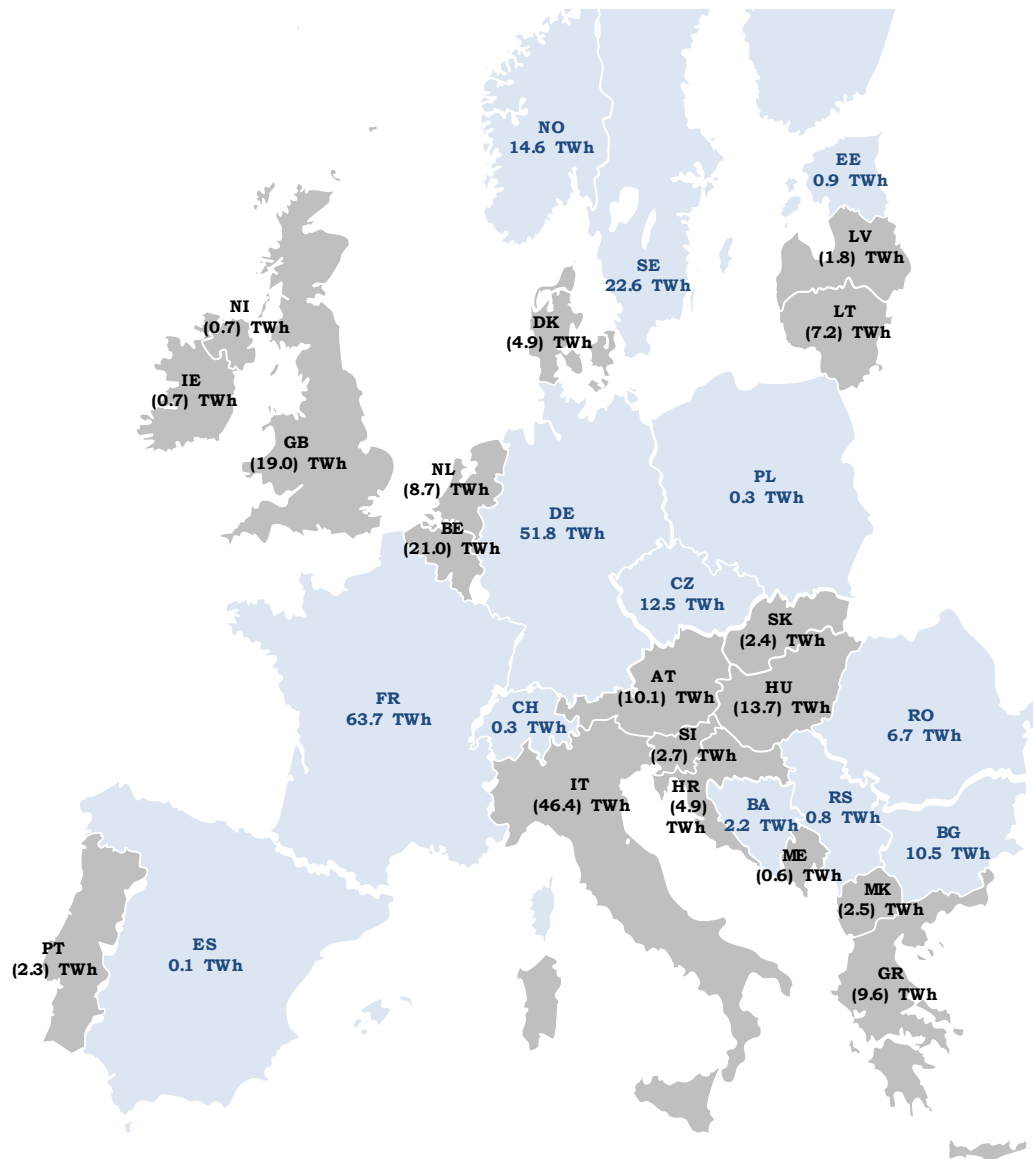 NO
14.6 TWh
EE
0.9 TWh
LV
(1.8) TWh
SE
22.6 TWh
NI
(0.7) TWh
DK
(4.9) TWh
LT
(7.2) TWh
IE
(0.7) TWh
GB
(19.0) TWh
NL
(8.7) TWh
PL
0.3 TWh
DE
51.8 TWh
BE
(21.0) TWh
CZ
12.5 TWh
SK
(2.4) TWh
AT
(10.1) TWh
HU
(13.7) TWh
FR
63.7 TWh
CH
0.3 TWh
RO
6.7 TWh
SI
(2.7) TWh
IT
(46.4) TWh
HR
(4.9)
TWh
BA
2.2 TWh
RS
0.8 TWh
BG
10.5 TWh
ME
(0.6) TWh
MK
(2.5) TWh
PT
(2.3) TWh
ES
0.1 TWh
GR
(9.6) TWh